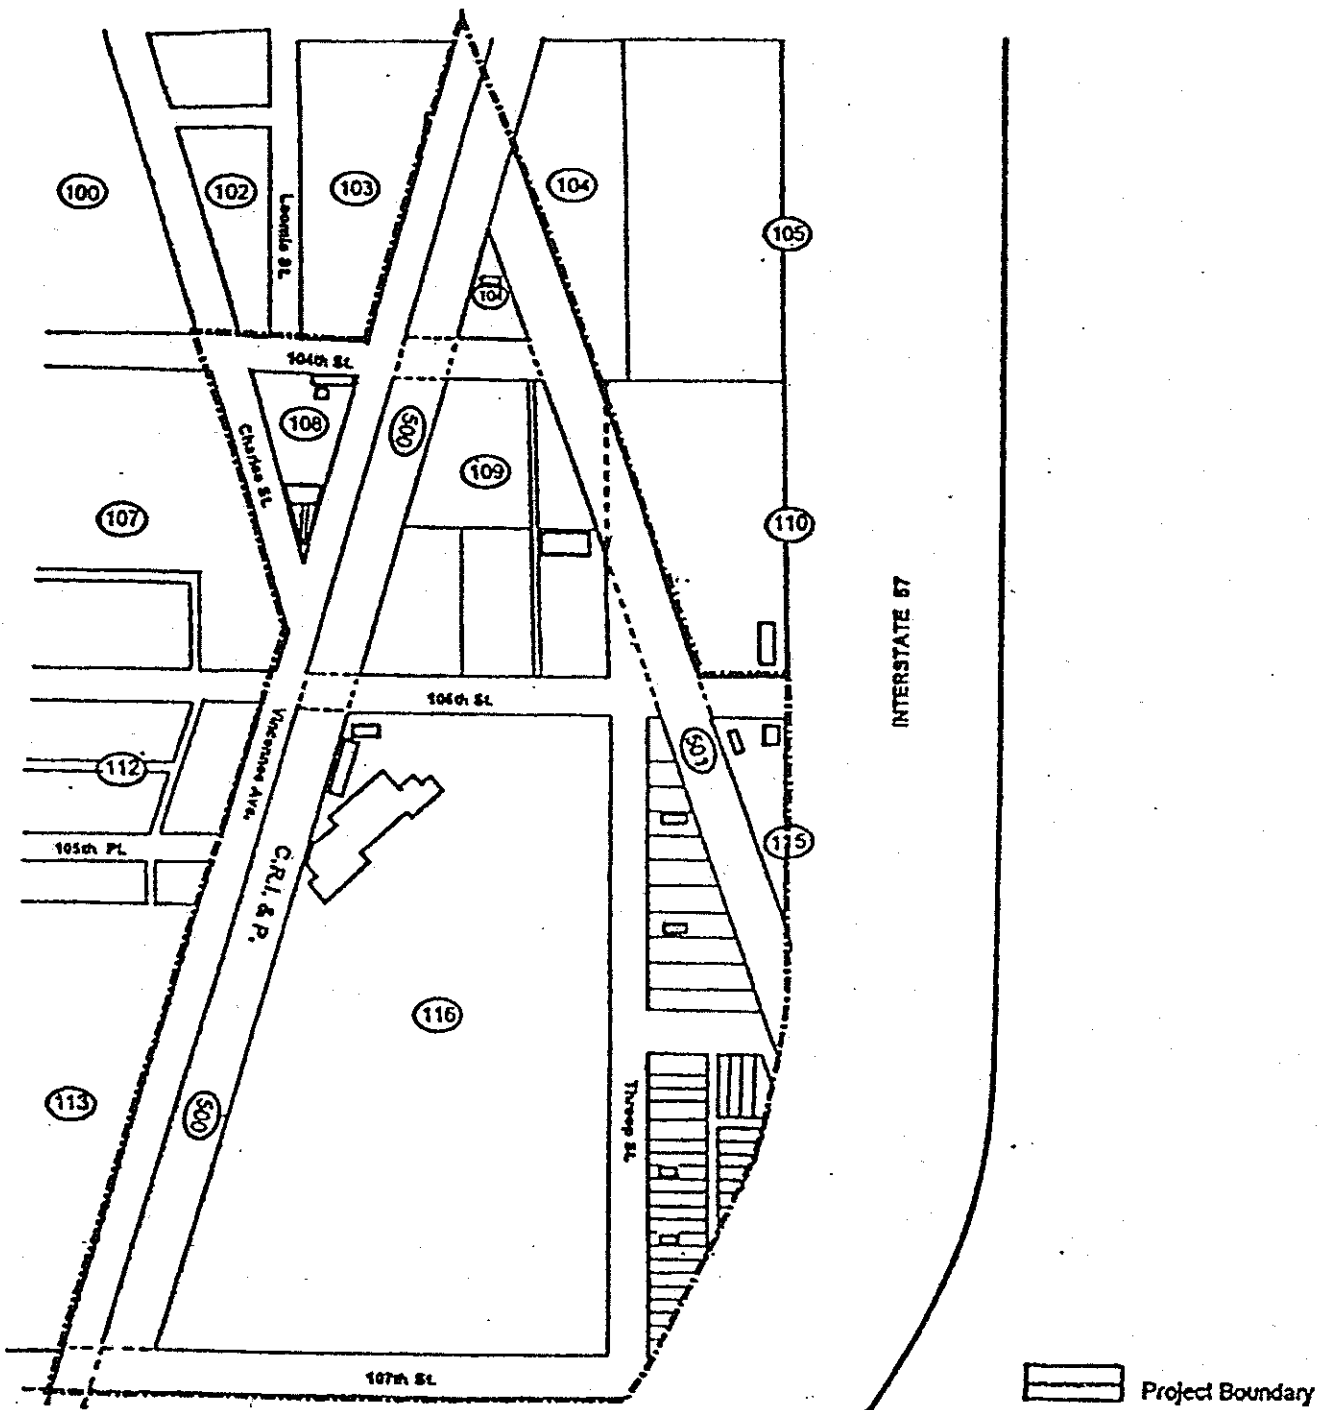 100
102
Loomis St.
103
104
105
104
104th St.
108
500
Charles St.
109
107
110
INTERSTATE 57
106th St.
Vincennes Ave.
501
112
115
105th Pl.
C.R.I. & P.
116
113
500
Throop St.
107th St.
Project Boundary